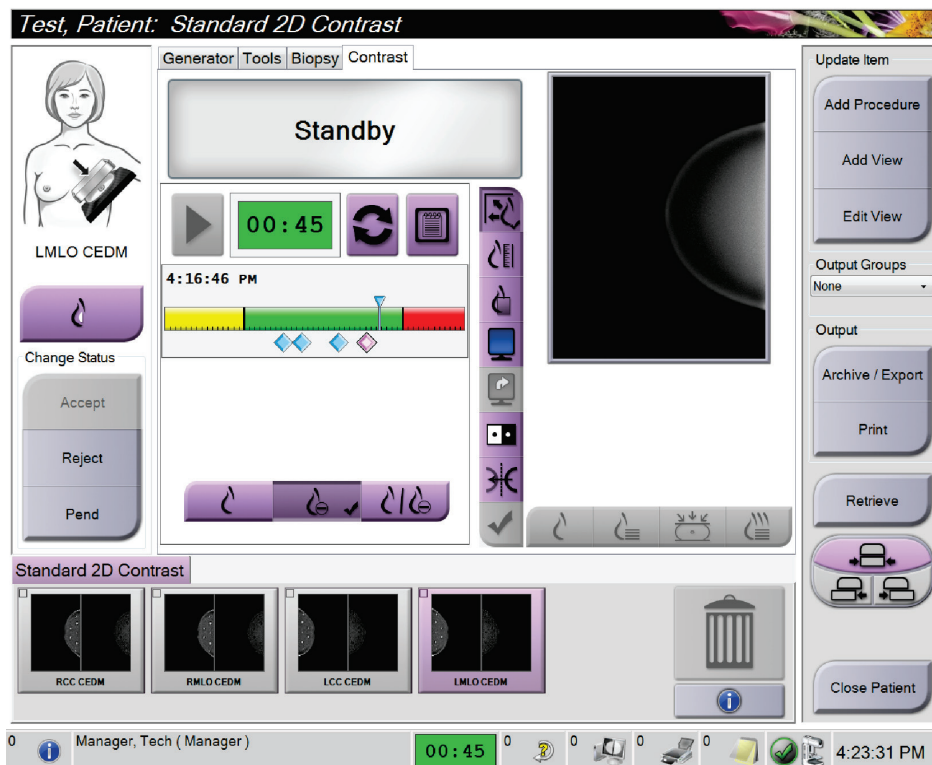 Test, Patient: Standard 2D Contrast
Generator Tools Biopsy Contrast
Standby
00:45
4:16:46 PM
LMLO CEDM
Change Status
Accept
Reject
Pend
Update Item
Add Procedure
Add View
Edit View
Output Groups
None
Output
Archive / Export
Print
Retrieve
Close Patient
Standard 2D Contrast
RCC CEDM
RMLO CEDM
LCC CEDM
LMLO CEDM
0 Manager, Tech ( Manager ) 00:45 0 0 0 0 4:23:31 PM